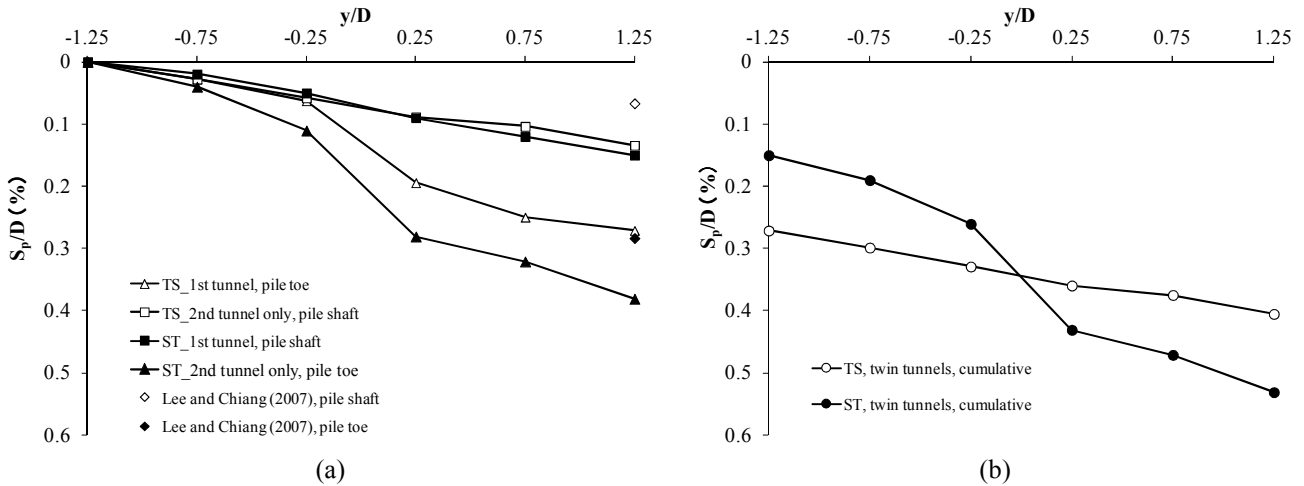 y/D
-1.25 -0.75 -0.25 0.25 0.75 1.25
0
0.1
0.2
0.3
0.4
0.5
0.6
Sp/D (%)
TS_1st tunnel, pile toe
TS_2nd tunnel only, pile shaft
ST_1st tunnel, pile shaft
ST_2nd tunnel only, pile toe
Lee and Chiang (2007), pile shaft
Lee and Chiang (2007), pile toe
(a)
y/D
-1.25 -0.75 -0.25 0.25 0.75 1.25
0
0.1
0.2
0.3
0.4
0.5
0.6
Sp/D (%)
TS, twin tunnels, cumulative
ST, twin tunnels, cumulative
(b)